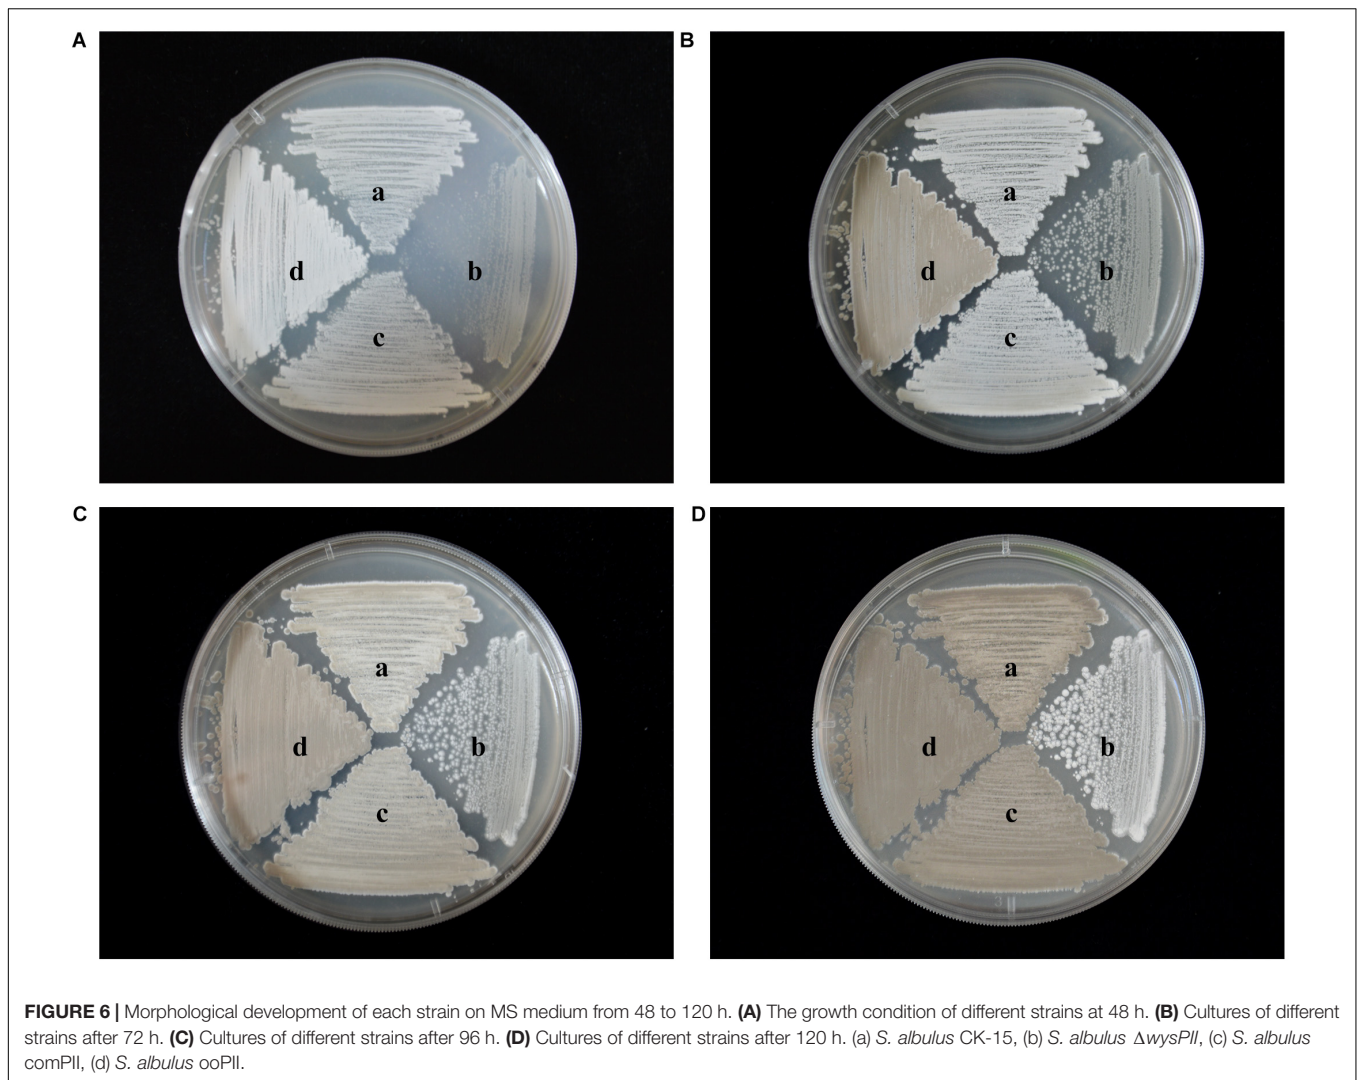 A
B
a
b
c
d
a
b
c
d
C
D
a
b
c
d
a
b
c
d
FIGURE 6 | Morphological development of each strain on MS medium from 48 to 120 h. (A) The growth condition of different strains at 48 h. (B) Cultures of different
strains after 72 h. (C) Cultures of different strains after 96 h. (D) Cultures of different strains after 120 h. (a) S. albulus CK-15, (b) S. albulus ΔwysPII, (c) S. albulus
comPII, (d) S. albulus ooPII.